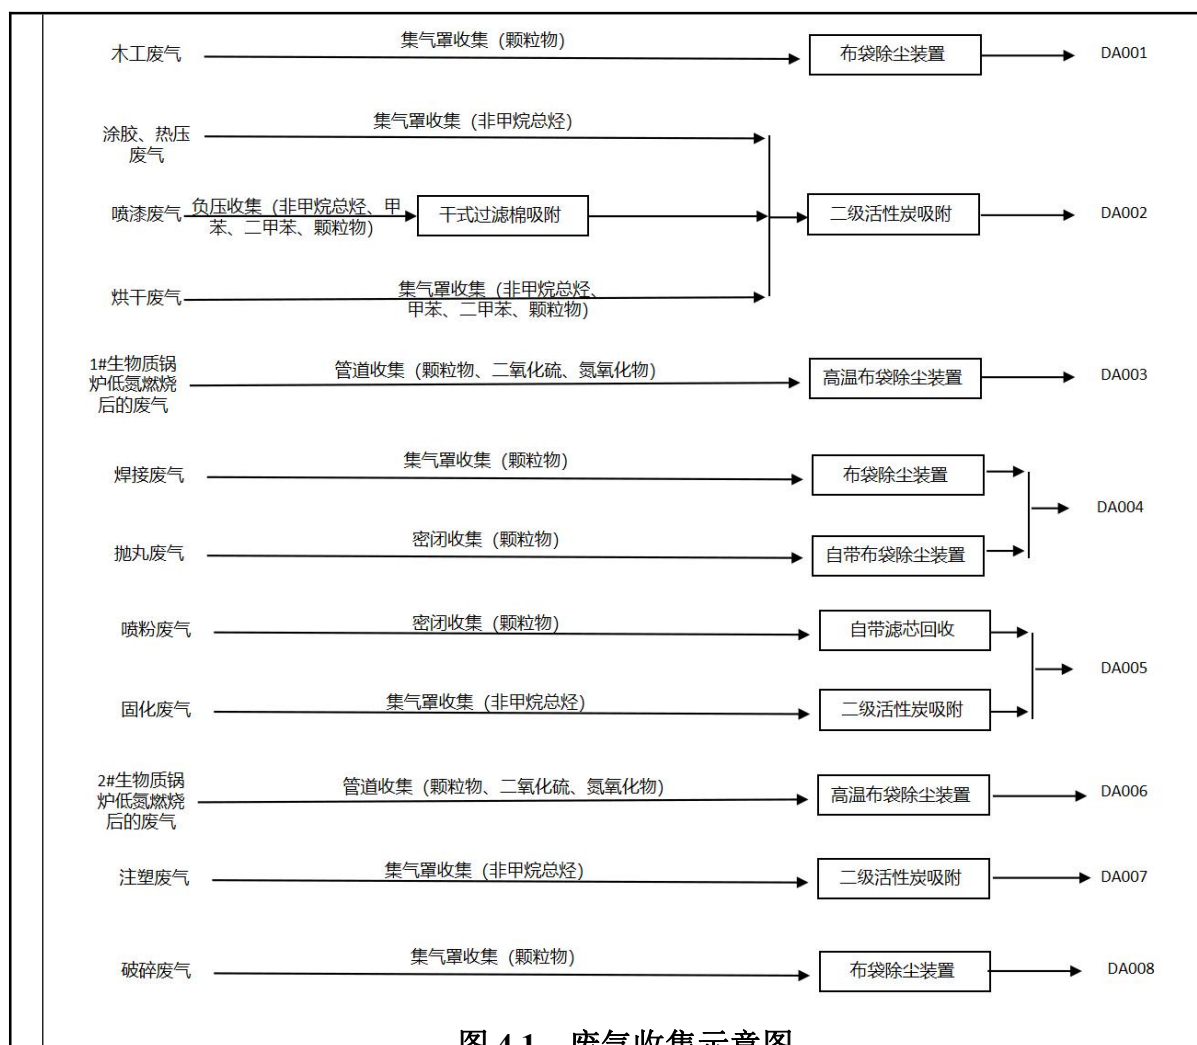 木工废气
集气罩收集（颗粒物）
布袋除尘装置
DA001
涂胶、热压
废气
集气罩收集（非甲烷总烃）
喷漆废气
负压收集（非甲烷总烃、甲
苯、二甲苯、颗粒物）
干式过滤棉吸附
二级活性炭吸附
DA002
烘干废气
集气罩收集（非甲烷总烃、
甲苯、二甲苯、颗粒物）
1#生物质锅
炉低氮燃烧
后的废气
管道收集（颗粒物、二氧化硫、氮氧化物）
高温布袋除尘装置
DA003
焊接废气
集气罩收集（颗粒物）
布袋除尘装置
DA004
抛丸废气
密闭收集（颗粒物）
自带布袋除尘装置
喷粉废气
密闭收集（颗粒物）
自带滤芯回收
DA005
固化废气
集气罩收集（非甲烷总烃）
二级活性炭吸附
2#生物质锅
炉低氮燃烧
后的废气
管道收集（颗粒物、二氧化硫、氮氧化物）
高温布袋除尘装置
DA006
注塑废气
集气罩收集（非甲烷总烃）
二级活性炭吸附
DA007
破碎废气
集气罩收集（颗粒物）
布袋除尘装置
DA008
图 4.1 废气收集示意图